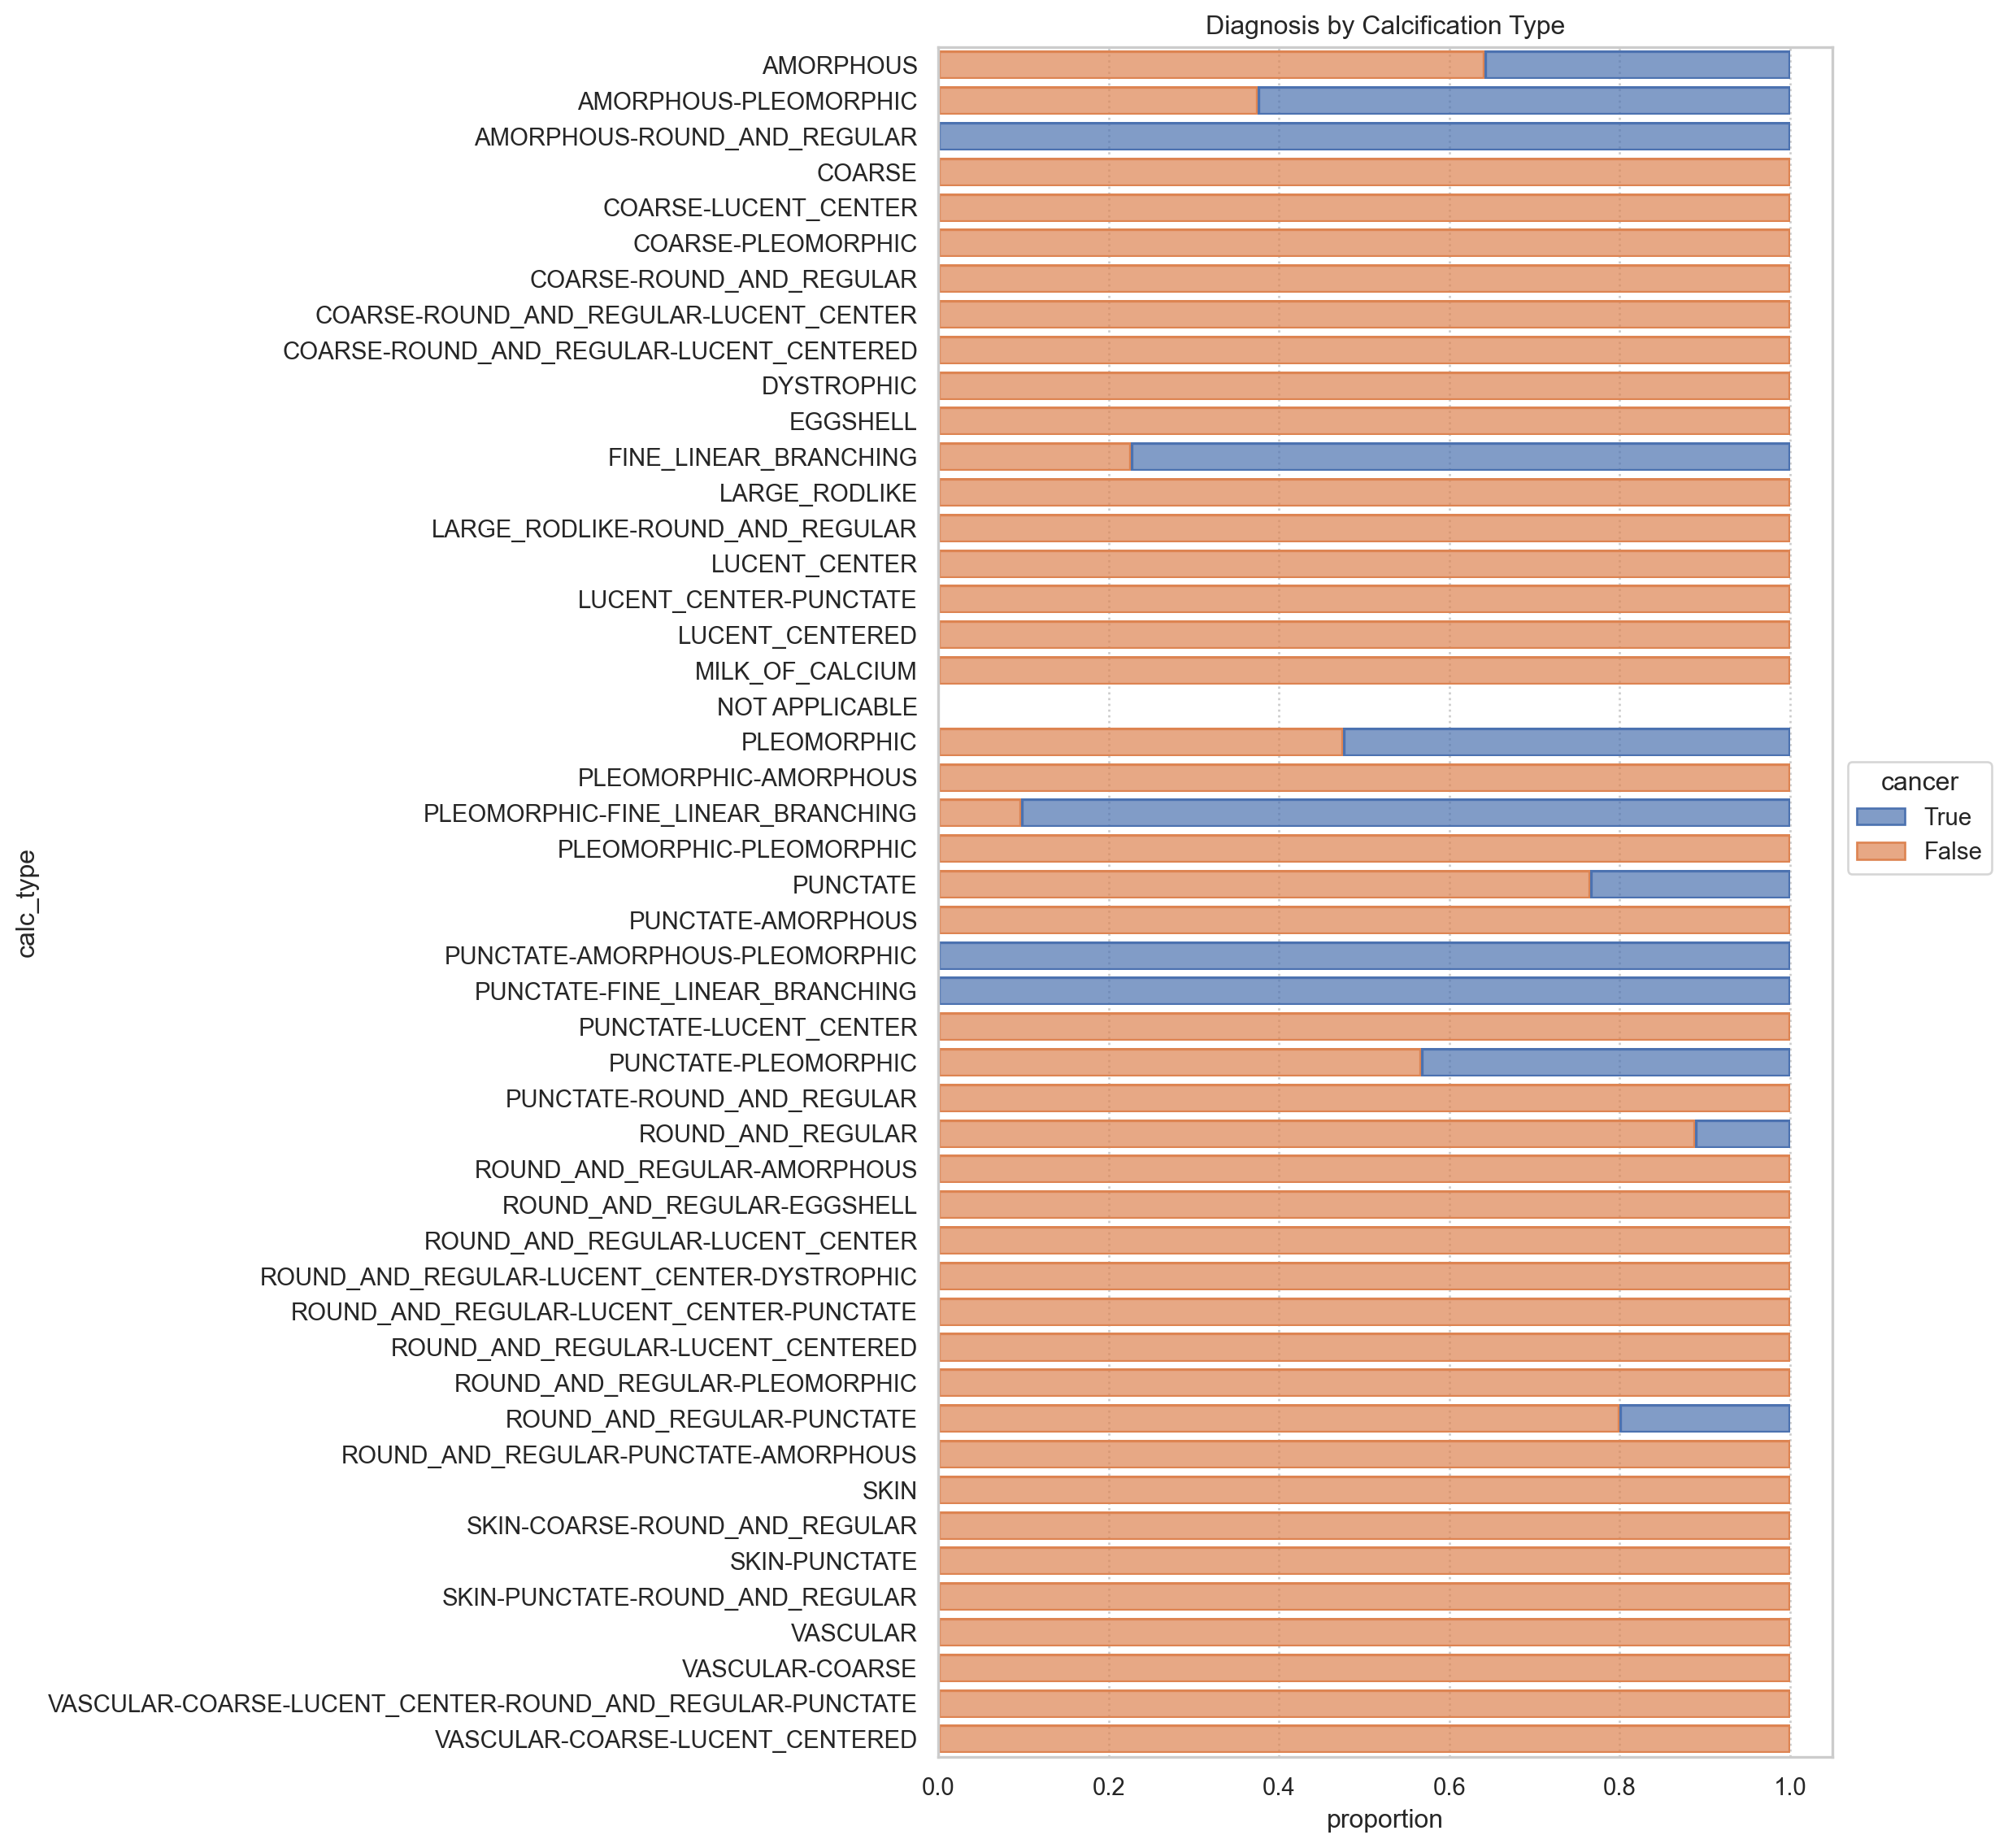 Diagnosis by Calcification Type
AMORPHOUS
AMORPHOUS-PLEOMORPHIC
AMORPHOUS-ROUND_AND_REGULAR
COARSE
COARSE-LUCENT_CENTER
COARSE-PLEOMORPHIC
COARSE-ROUND_AND_REGULAR
COARSE-ROUND_AND_REGULAR-LUCENT_CENTER
COARSE-ROUND_AND_REGULAR-LUCENT_CENTERED
DYSTROPHIC
EGGSHELL
FINE_LINEAR_BRANCHING
LARGE_RODLIKE
LARGE_RODLIKE-ROUND_AND_REGULAR
LUCENT_CENTER
LUCENT_CENTER-PUNCTATE
LUCENT_CENTERED
MILK_OF_CALCIUM
NOT APPLICABLE
PLEOMORPHIC
PLEOMORPHIC-AMORPHOUS
PLEOMORPHIC-FINE_LINEAR_BRANCHING
PLEOMORPHIC-PLEOMORPHIC
PUNCTATE
PUNCTATE-AMORPHOUS
PUNCTATE-AMORPHOUS-PLEOMORPHIC
PUNCTATE-FINE_LINEAR_BRANCHING
PUNCTATE-LUCENT_CENTER
PUNCTATE-PLEOMORPHIC
PUNCTATE-ROUND_AND_REGULAR
ROUND_AND_REGULAR
ROUND_AND_REGULAR-AMORPHOUS
ROUND_AND_REGULAR-EGGSHELL
ROUND_AND_REGULAR-LUCENT_CENTER
ROUND_AND_REGULAR-LUCENT_CENTER-DYSTROPHIC
ROUND_AND_REGULAR-LUCENT_CENTER-PUNCTATE
ROUND_AND_REGULAR-LUCENT_CENTERED
ROUND_AND_REGULAR-PLEOMORPHIC
ROUND_AND_REGULAR-PUNCTATE
ROUND_AND_REGULAR-PUNCTATE-AMORPHOUS
SKIN
SKIN-COARSE-ROUND_AND_REGULAR
SKIN-PUNCTATE
SKIN-PUNCTATE-ROUND_AND_REGULAR
VASCULAR
VASCULAR-COARSE
VASCULAR-COARSE-LUCENT_CENTER-ROUND_AND_REGULAR-PUNCTATE
VASCULAR-COARSE-LUCENT_CENTERED
calc_type
0.0 0.2 0.4 0.6 0.8 1.0
proportion
cancer
True
False